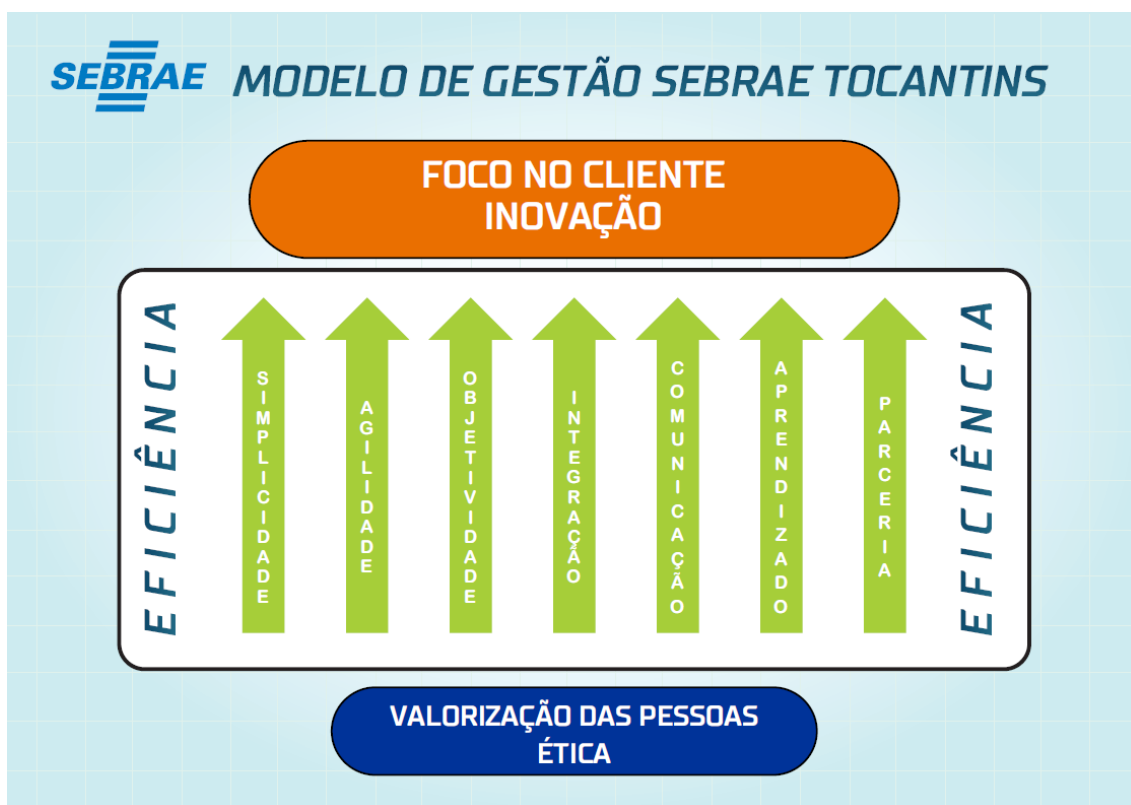 SEBRAE MODELO DE GESTÃO SEBRAE TOCANTINS
FOCO NO CLIENTE
INOVAÇÃO
EFICIÊNCIA
SIMPLICIDADE
AGILIDADE
OBJETIVIDADE
INTEGRAÇÃO
COMUNICAÇÃO
APRENDIZADO
PARCERIA
EFICIÊNCIA
VALORIZAÇÃO DAS PESSOAS
ÉTICA